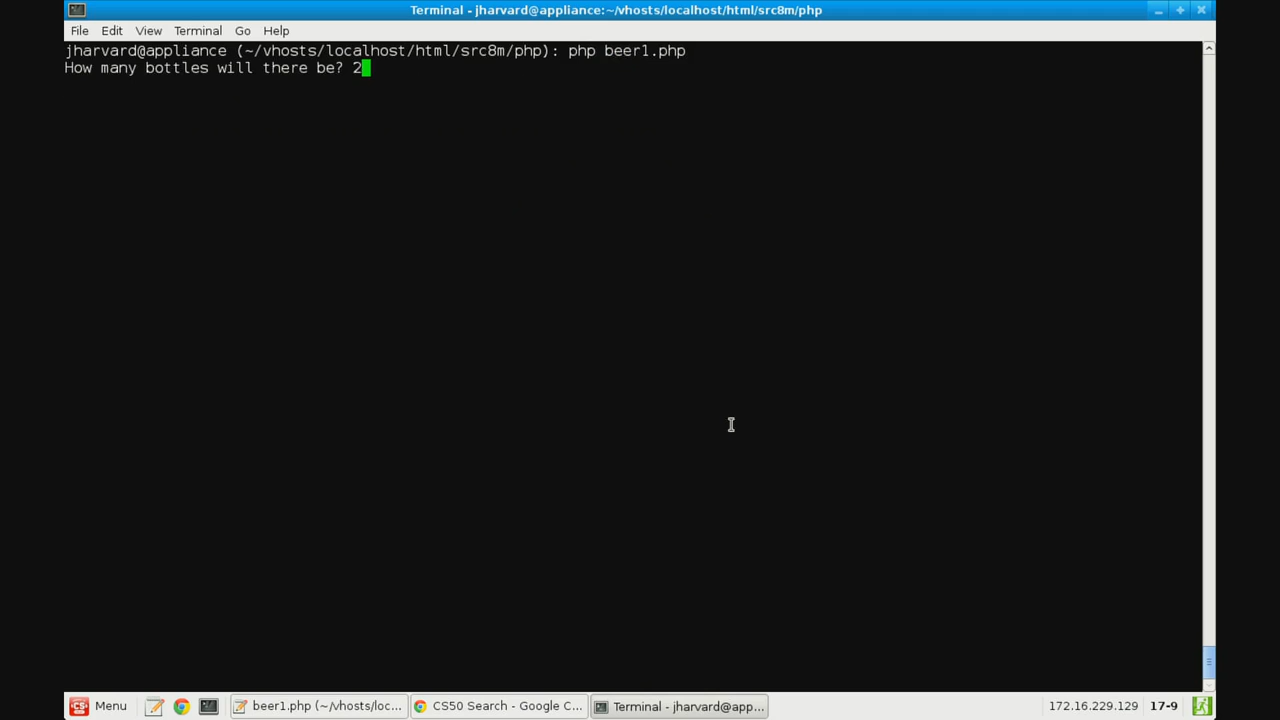 Terminal - jharvard@appliance:~/vhosts/localhost/html/src8m/php
File Edit View Terminal Go Help
jharvard@appliance (~/vhosts/localhost/html/src8m/php): php beer1.php
How many bottles will there be? 2
Menu beer1.php (~/vhosts/loc... CS50 Search - Google C... Terminal - jharvard@app... 172.16.229.129 17-9